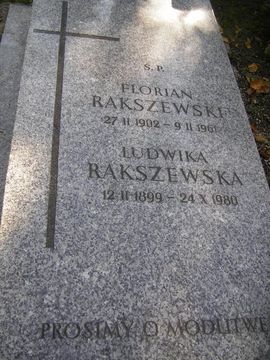 Ś. P.
FLORIAN
RAKSZEWSKI
27 II 1902 - 9 II 1961
LUDWIKA
RAKSZEWSKA
12 II 1899 - 24 X 1980
PROSIMY O MODLITWĘ